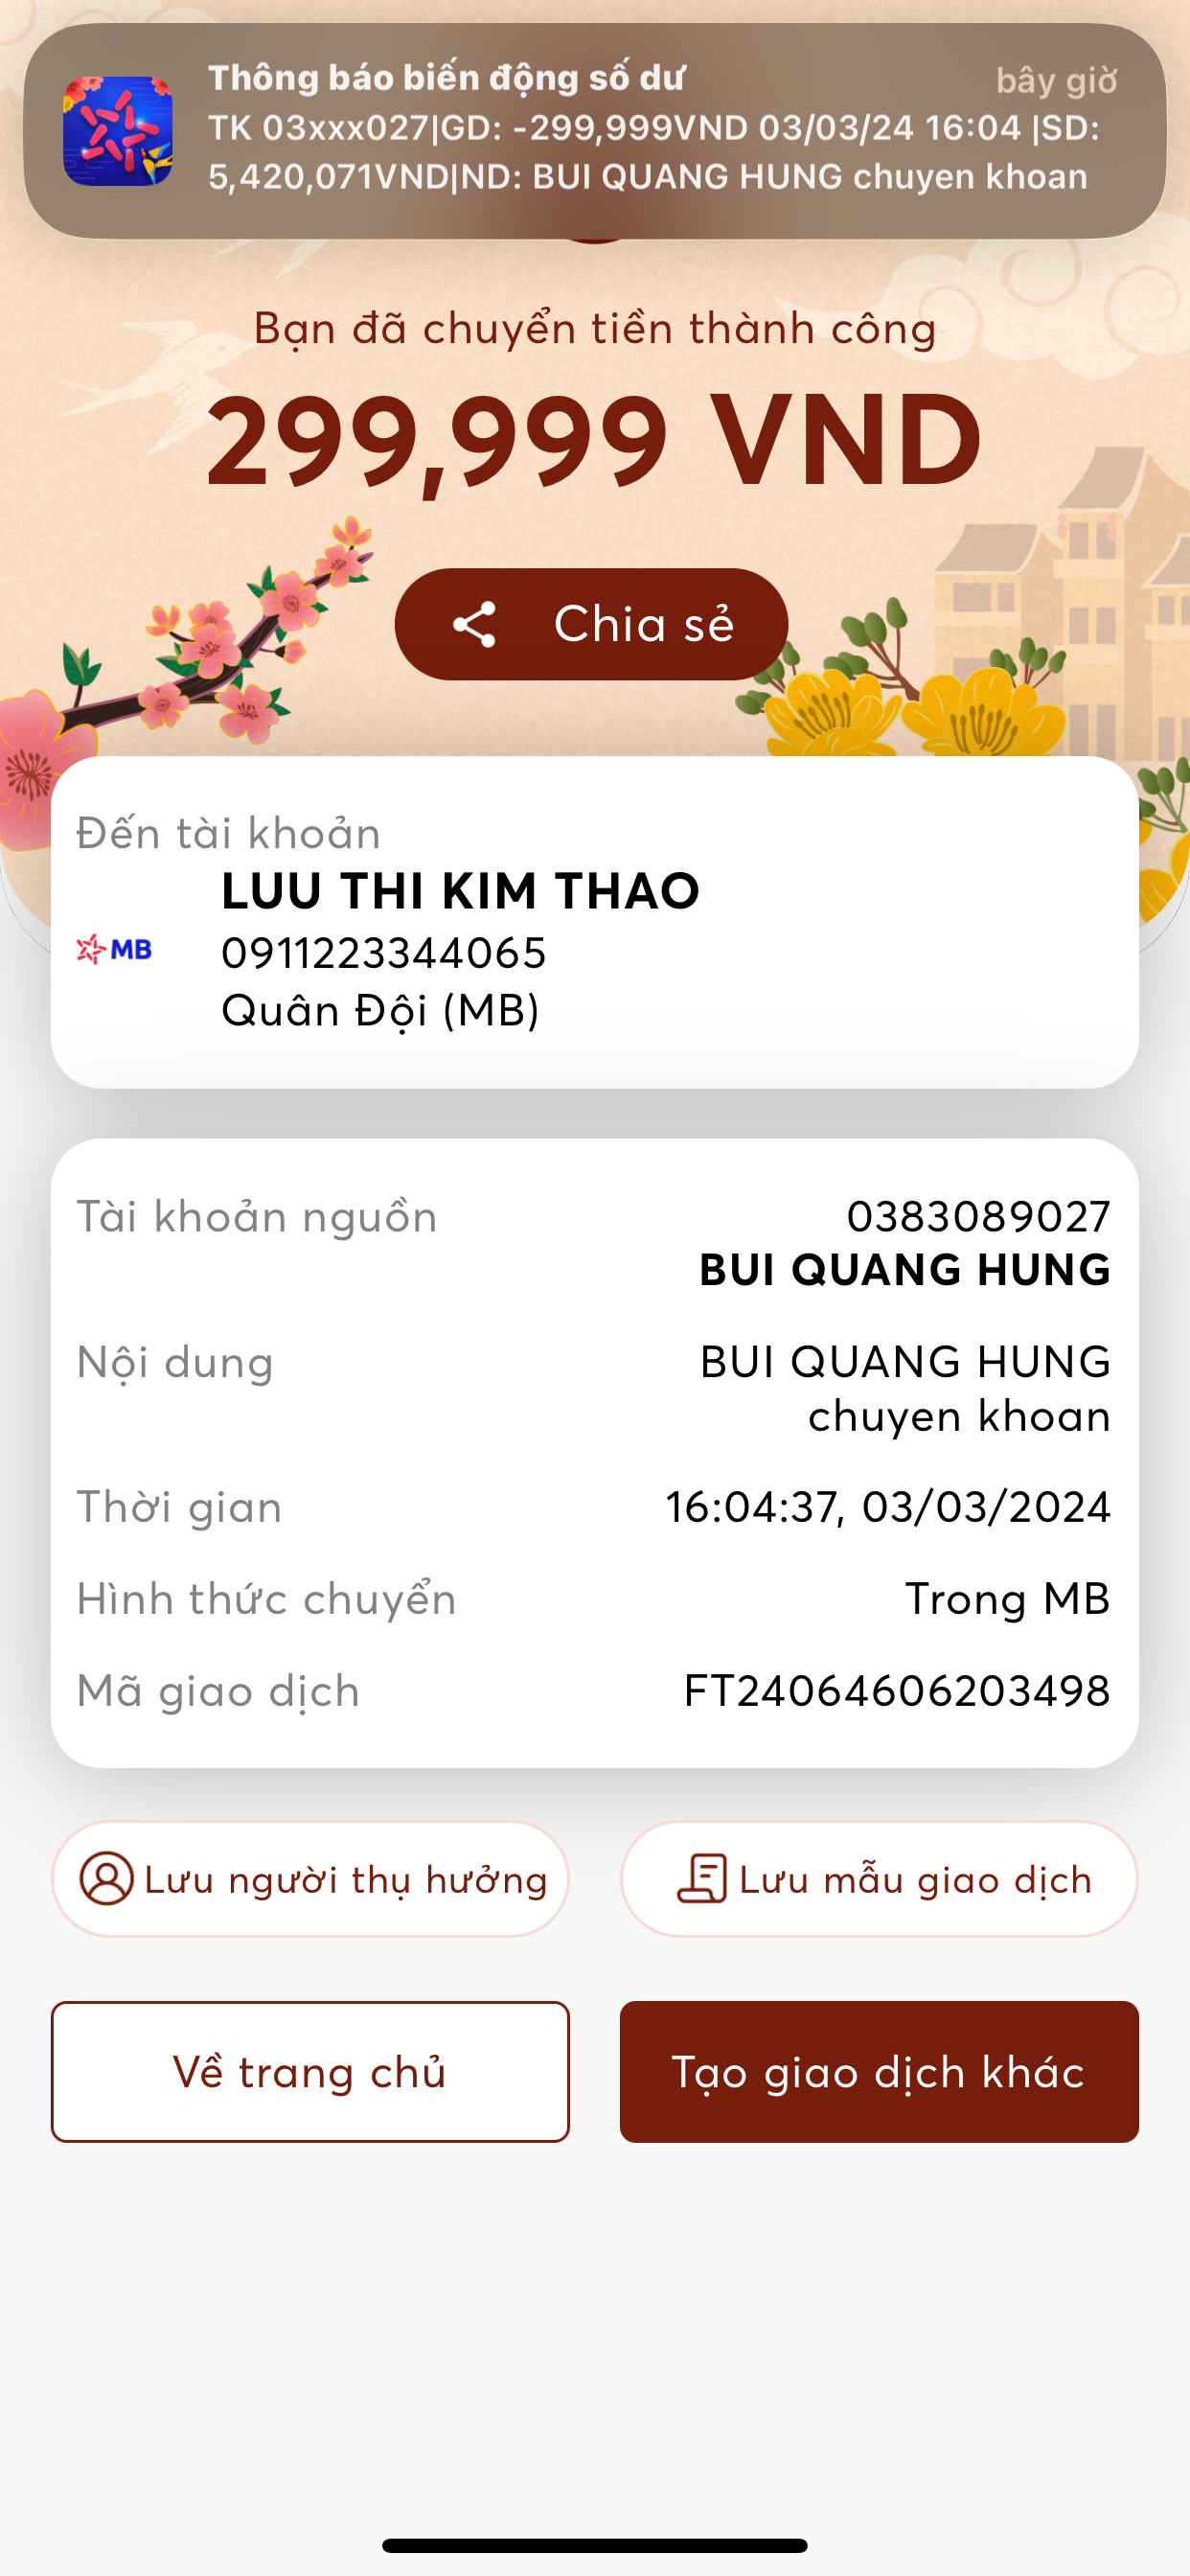 Thông báo biến động số dư
bây giờ
TK 03xxx027|GD: -299,999VND 03/03/24 16:04 |SD:
5,420,071VND|ND: BUI QUANG HUNG chuyen khoan
Bạn đã chuyển tiền thành công
299,999 VND
Chia sẻ
Đến tài khoản
LUU THI KIM THAO
MB
0911223344065
Quân Đội (MB)
Tài khoản nguồn
0383089027
BUI QUANG HUNG
Nội dung
BUI QUANG HUNG
chuyen khoan
Thời gian
16:04:37, 03/03/2024
Hình thức chuyển
Trong MB
Mã giao dịch
FT24064606203498
Lưu người thụ hưởng
Lưu mẫu giao dịch
Về trang chủ
Tạo giao dịch khác